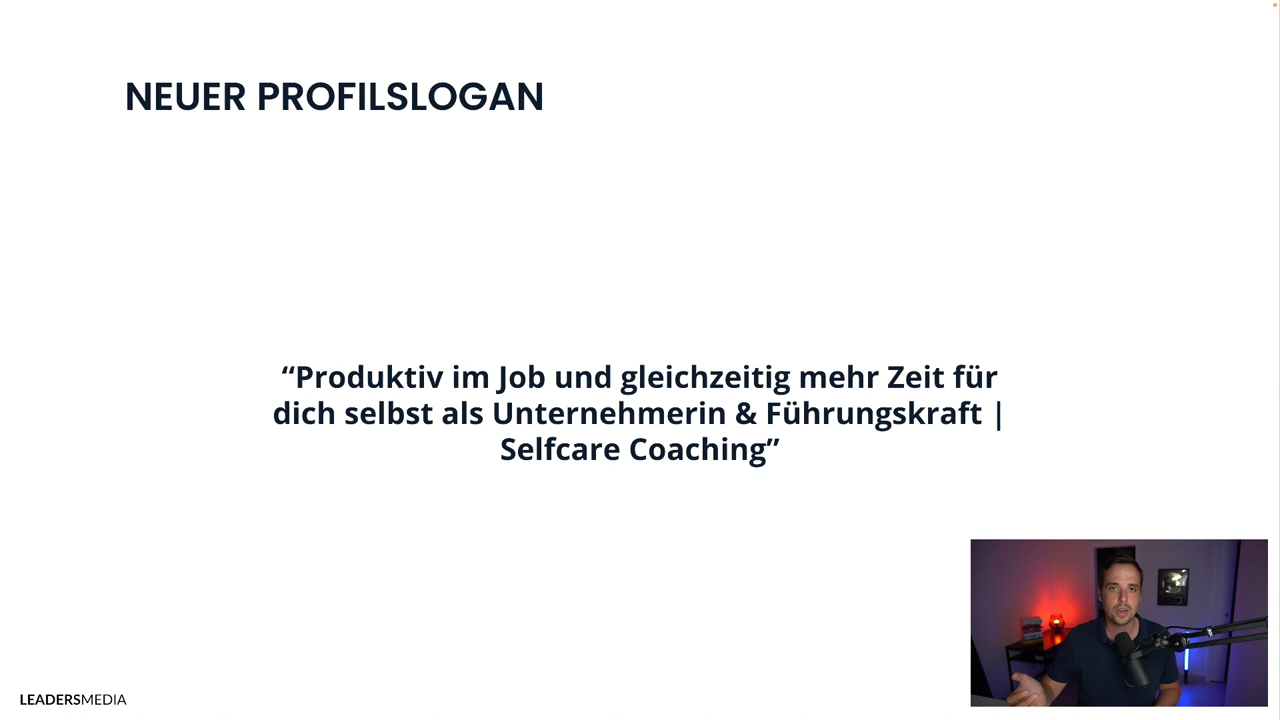 NEUER PROFILSLOGAN
“Produktiv im Job und gleichzeitig mehr Zeit für
dich selbst als Unternehmerin & Führungskraft |
Selfcare Coaching”
LEADERSMEDIA